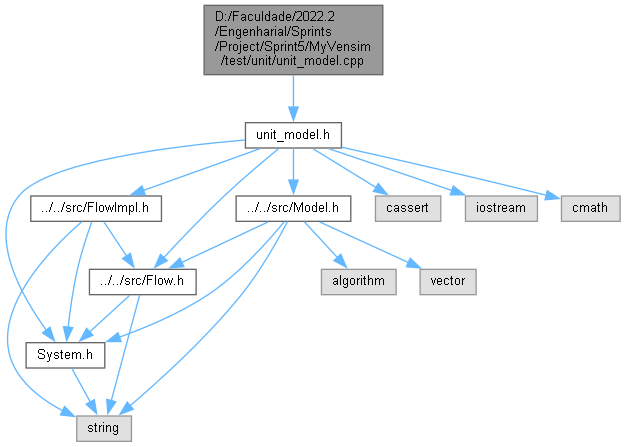 D:/Faculdade/2022.2
/Engenharial/Sprints
/Project/Sprint5/MyVensim
/test/unit/unit_model.cpp
unit_model.h
../../src/FlowImpl.h
../../src/Model.h
cassert
iostream
cmath
../../src/Flow.h
algorithm
vector
System.h
string